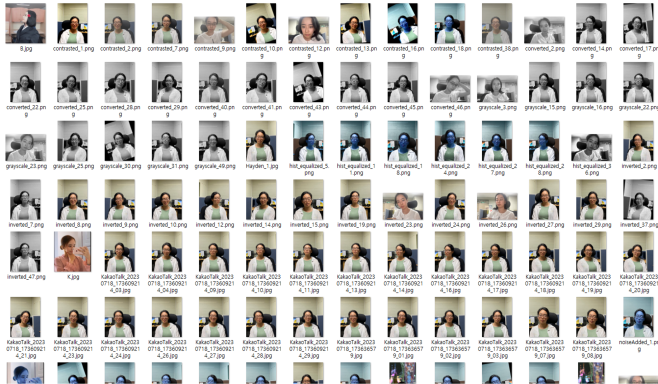 B.jpg
contrasted_1.png
contrasted_2.png
contrasted_7.png
contrasted_9.png
contrasted_10.png
contrasted_12.png
contrasted_13.png
contrasted_16.png
contrasted_18.png
contrasted_38.png
converted_2.png
converted_14.png
converted_17.png
converted_22.png
converted_25.png
converted_28.png
converted_29.png
converted_40.png
converted_41.png
converted_43.png
converted_44.png
converted_45.png
converted_46.png
grayscale_3.png
grayscale_15.png
grayscale_16.png
grayscale_22.png
grayscale_23.png
grayscale_25.png
grayscale_30.png
grayscale_31.png
grayscale_49.png
Hayden_1.jpg
hist_equalized_5.png
hist_equalized_11.png
hist_equalized_18.png
hist_equalized_24.png
hist_equalized_27.png
hist_equalized_28.png
hist_equalized_36.png
inverted_2.png
inverted_7.png
inverted_8.png
inverted_9.png
inverted_10.png
inverted_12.png
inverted_14.png
inverted_15.png
inverted_19.png
inverted_23.png
inverted_24.png
inverted_26.png
inverted_27.png
inverted_29.png
inverted_37.png
inverted_47.png
K.jpg
KakaoTalk_20230718_173609214_03.jpg
KakaoTalk_20230718_173609214_04.jpg
KakaoTalk_20230718_173609214_09.jpg
KakaoTalk_20230718_173609214_10.jpg
KakaoTalk_20230718_173609214_11.jpg
KakaoTalk_20230718_173609214_13.jpg
KakaoTalk_20230718_173609214_14.jpg
KakaoTalk_20230718_173609214_16.jpg
KakaoTalk_20230718_173609214_17.jpg
KakaoTalk_20230718_173609214_18.jpg
KakaoTalk_20230718_173609214_19.jpg
KakaoTalk_20230718_173609214_20.jpg
KakaoTalk_20230718_173609214_21.jpg
KakaoTalk_20230718_173609214_23.jpg
KakaoTalk_20230718_173609214_24.jpg
KakaoTalk_20230718_173609214_26.jpg
KakaoTalk_20230718_173609214_27.jpg
KakaoTalk_20230718_173609214_28.jpg
KakaoTalk_20230718_173609214_29.jpg
KakaoTalk_20230718_173636579_01.jpg
KakaoTalk_20230718_173636579_02.jpg
KakaoTalk_20230718_173636579_03.jpg
KakaoTalk_20230718_173636579_07.jpg
KakaoTalk_20230718_173636579_08.jpg
noiseAdded_1.png